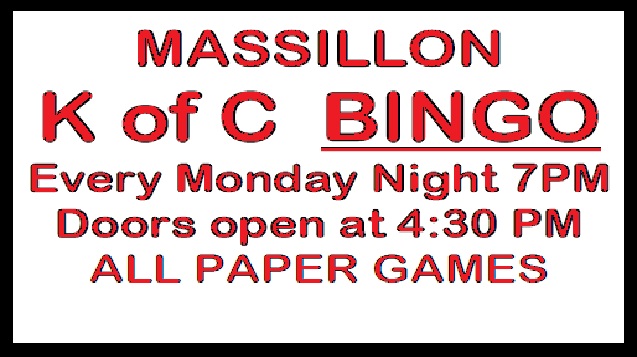 MASSILLON
K of C BINGO
Every Monday Night 7PM
Doors open at 4:30 PM
ALL PAPER GAMES